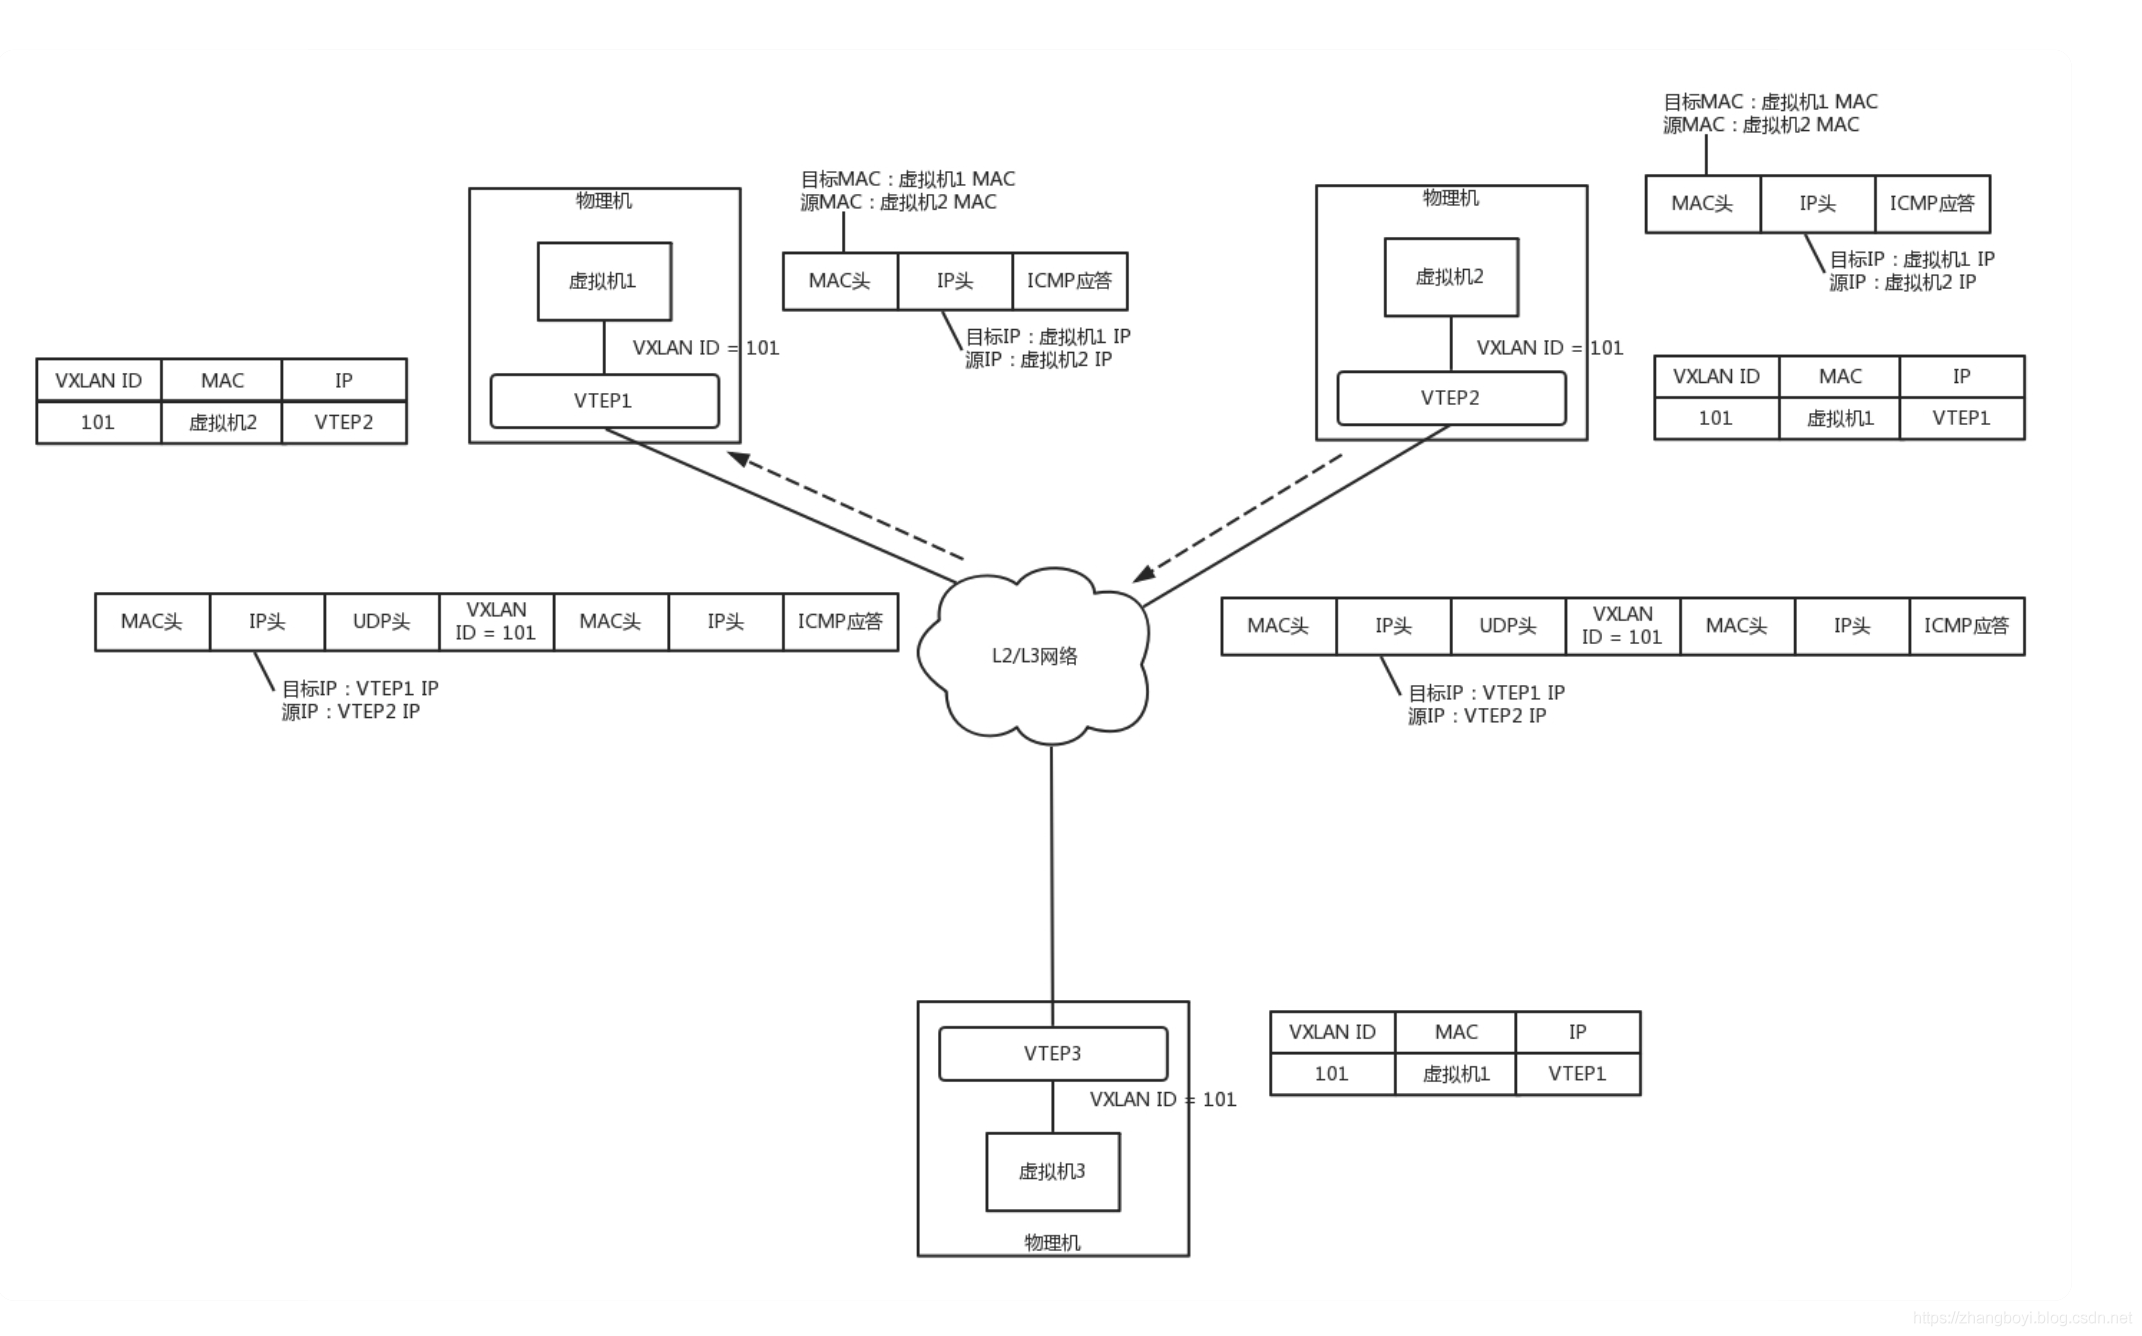 目标MAC：虚拟机1 MAC
源MAC：虚拟机2 MAC
MAC头 IP头 ICMP应答
目标IP：虚拟机1 IP
源IP：虚拟机2 IP
物理机
虚拟机1
VXLAN ID = 101
VTEP1
目标MAC：虚拟机1 MAC
源MAC：虚拟机2 MAC
MAC头 IP头 ICMP应答
目标IP：虚拟机1 IP
源IP：虚拟机2 IP
物理机
虚拟机2
VXLAN ID = 101
VTEP2
VXLAN ID MAC IP
101 虚拟机2 VTEP2
VXLAN ID MAC IP
101 虚拟机1 VTEP1
MAC头 IP头 UDP头 VXLAN
ID = 101 MAC头 IP头 ICMP应答
目标IP：VTEP1 IP
源IP：VTEP2 IP
L2/L3网络
MAC头 IP头 UDP头 VXLAN
ID = 101 MAC头 IP头 ICMP应答
目标IP：VTEP1 IP
源IP：VTEP2 IP
VTEP3
VXLAN ID = 101
虚拟机3
物理机
VXLAN ID MAC IP
101 虚拟机1 VTEP1
https://zhangboyi.blog.csdn.net